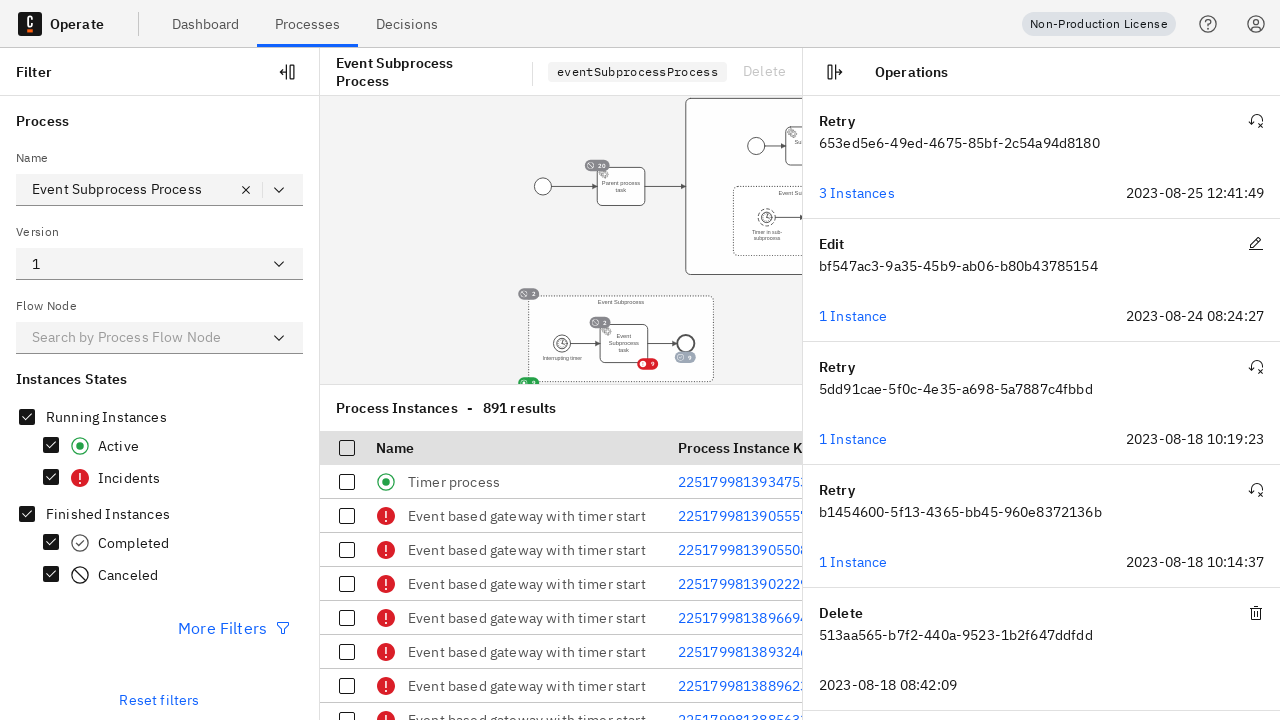 Operate
Dashboard
Processes
Decisions
Non-Production License
Filter
Process
Name
Event Subprocess Process
Version
1
Flow Node
Search by Process Flow Node
Instances States
Running Instances
Active
Incidents
Finished Instances
Completed
Canceled
More Filters
Reset filters
Event Subprocess
Process
eventSubprocessProcess
Delete
20
Parent process
task
Su
Event Su
Timer in sub-
subprocess
2
Event Subprocess
2
Event
Subprocess
task
Interrupting timer
9
9
Process Instances - 891 results
Name
Process Instance K
Timer process
225179981393475
Event based gateway with timer start
225179981390555
Event based gateway with timer start
225179981390550
Event based gateway with timer start
225179981390222
Event based gateway with timer start
225179981389669
Event based gateway with timer start
225179981389324
Event based gateway with timer start
225179981388962
Event based gateway with timer start
Operations
Retry
653ed5e6-49ed-4675-85bf-2c54a94d8180
3 Instances
2023-08-25 12:41:49
Edit
bf547ac3-9a35-45b9-ab06-b80b43785154
1 Instance
2023-08-24 08:24:27
Retry
5dd91cae-5f0c-4e35-a698-5a7887c4fbbd
1 Instance
2023-08-18 10:19:23
Retry
b1454600-5f13-4365-bb45-960e8372136b
1 Instance
2023-08-18 10:14:37
Delete
513aa565-b7f2-440a-9523-1b2f647ddfdd
2023-08-18 08:42:09